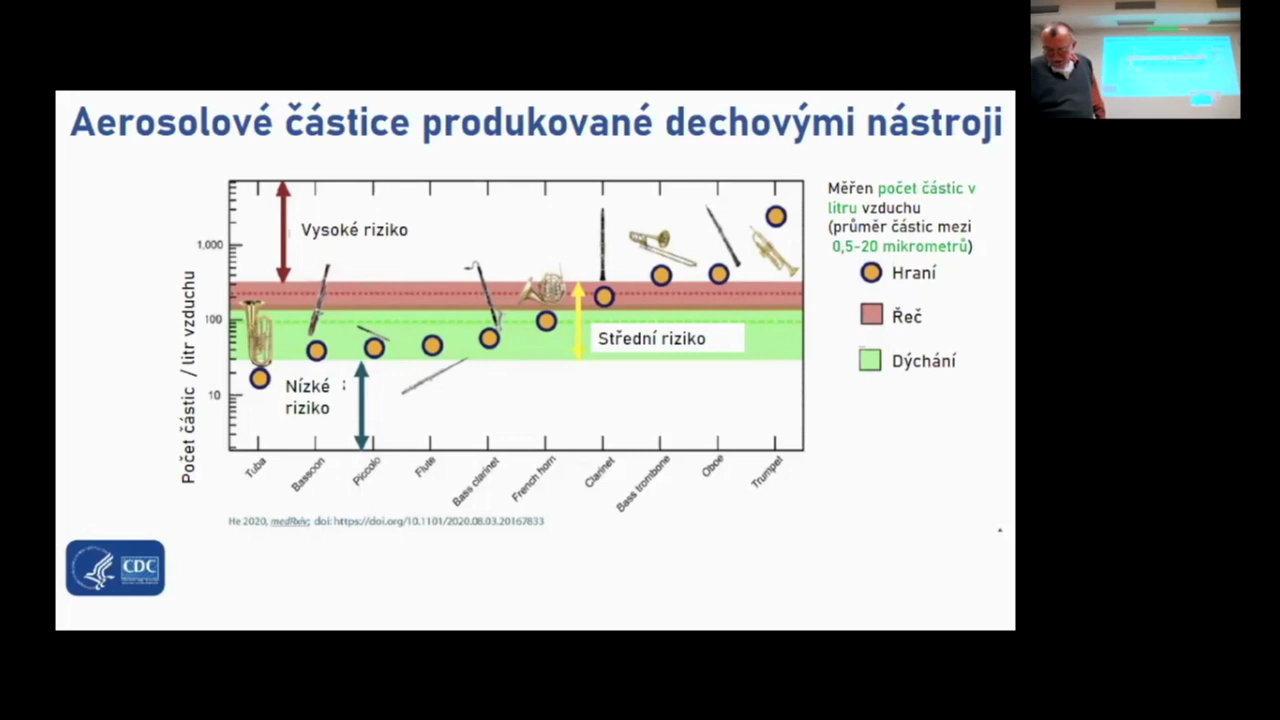 Aerosolové částice produkované dechovými nástroji
Měřen počet částic v
litru vzduchu
(průměr částic mezi
0,5-20 mikrometrů)
Hraní
Řeč
Dýchání
Vysoké riziko
Střední riziko
Nízké
riziko
Počet částic / litr vzduchu
1,000
100
10
Tuba
Bassoon
Piccolo
Flute
Bass clarinet
French horn
Clarinet
Bass trombone
Oboe
Trumpet
He 2020, medRxiv; doi: https://doi.org/10.1101/2020.08.03.20167833
CDC